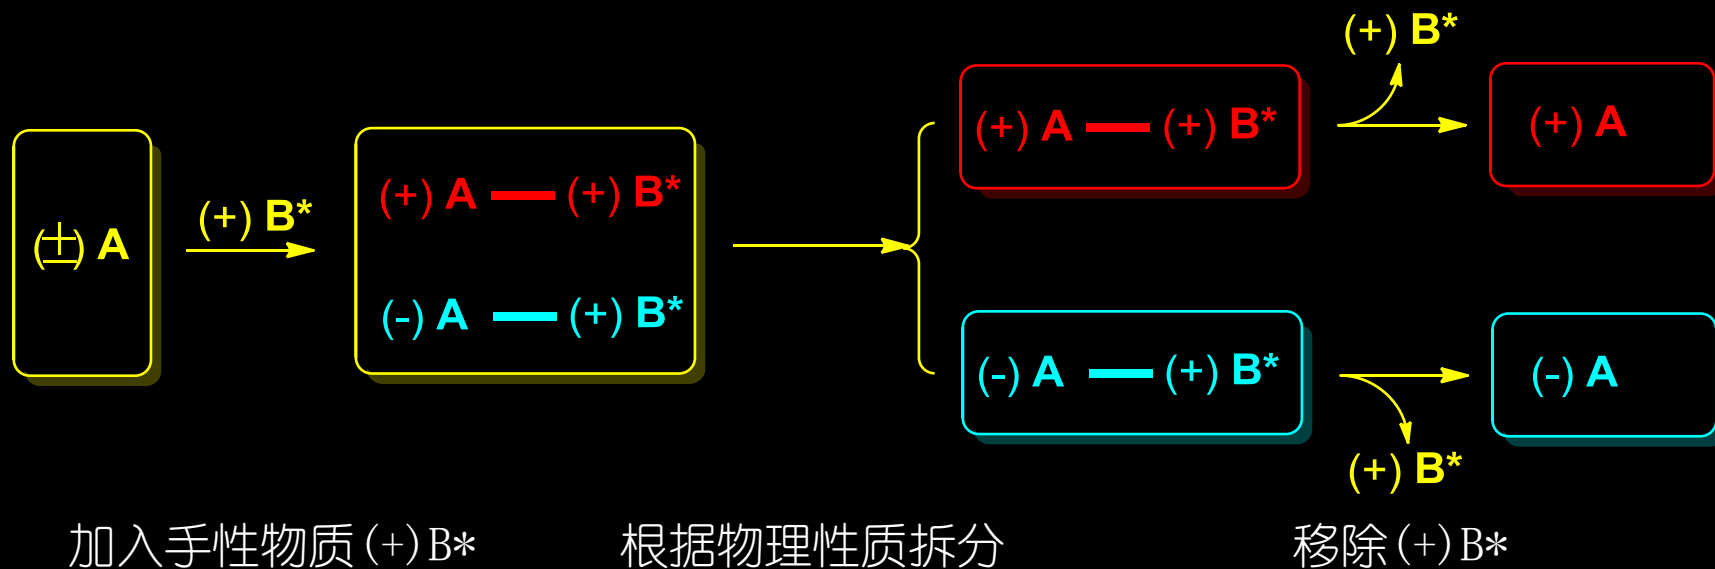 (±) A
(+) B*
(+) A — (+) B*
(-) A — (+) B*
(+) A — (+) B*
(+) B*
(+) A
(-) A — (+) B*
(+) B*
(-) A
加入手性物质(+)B*
根据物理性质拆分
移除(+)B*